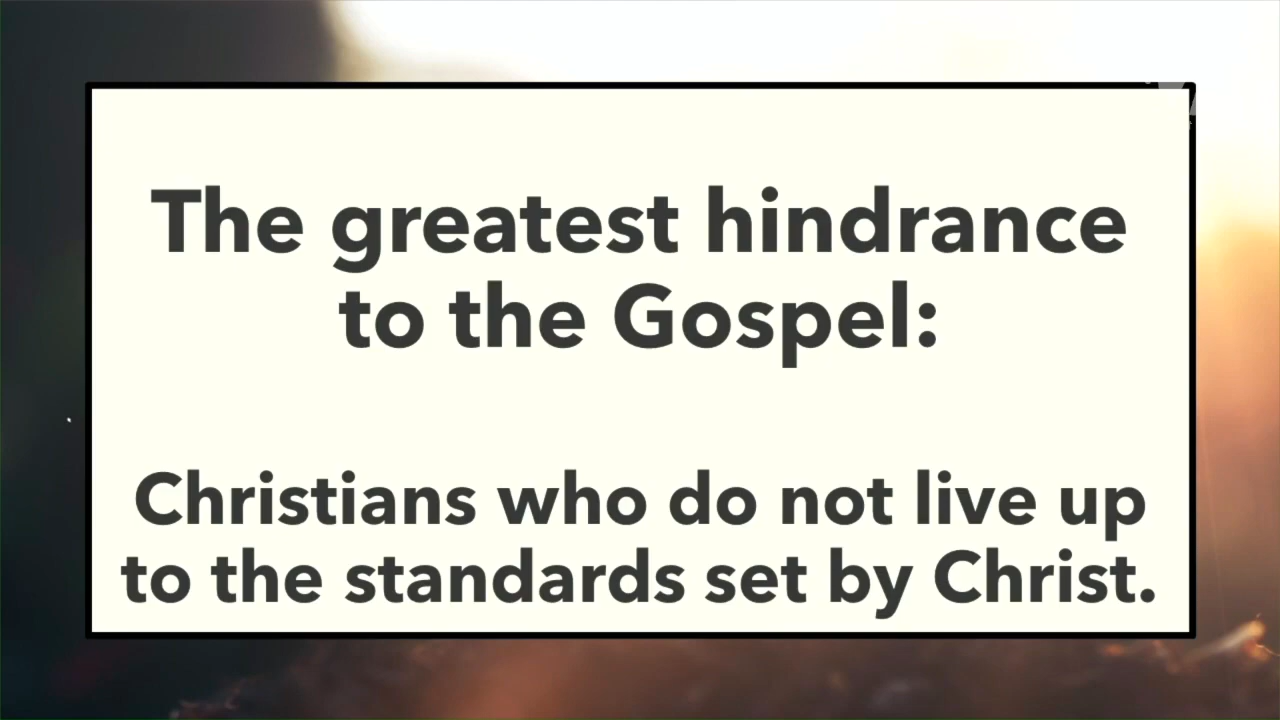 The greatest hindrance
to the Gospel:
Christians who do not live up
to the standards set by Christ.